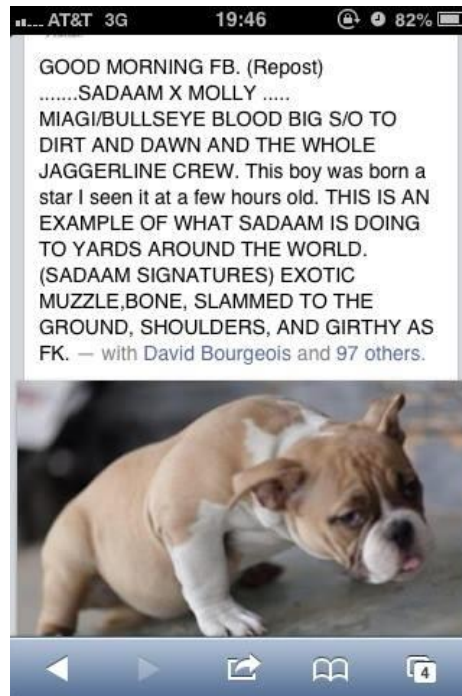 AT&T 3G 19:46 82%
GOOD MORNING FB. (Repost)
.......SADAAM X MOLLY .....
MIAGI/BULLSEYE BLOOD BIG S/O TO
DIRT AND DAWN AND THE WHOLE
JAGGERLINE CREW. This boy was born a
star I seen it at a few hours old. THIS IS AN
EXAMPLE OF WHAT SADAAM IS DOING
TO YARDS AROUND THE WORLD.
(SADAAM SIGNATURES) EXOTIC
MUZZLE,BONE, SLAMMED TO THE
GROUND, SHOULDERS, AND GIRTHY AS
FK. — with David Bourgeois and 97 others.
4